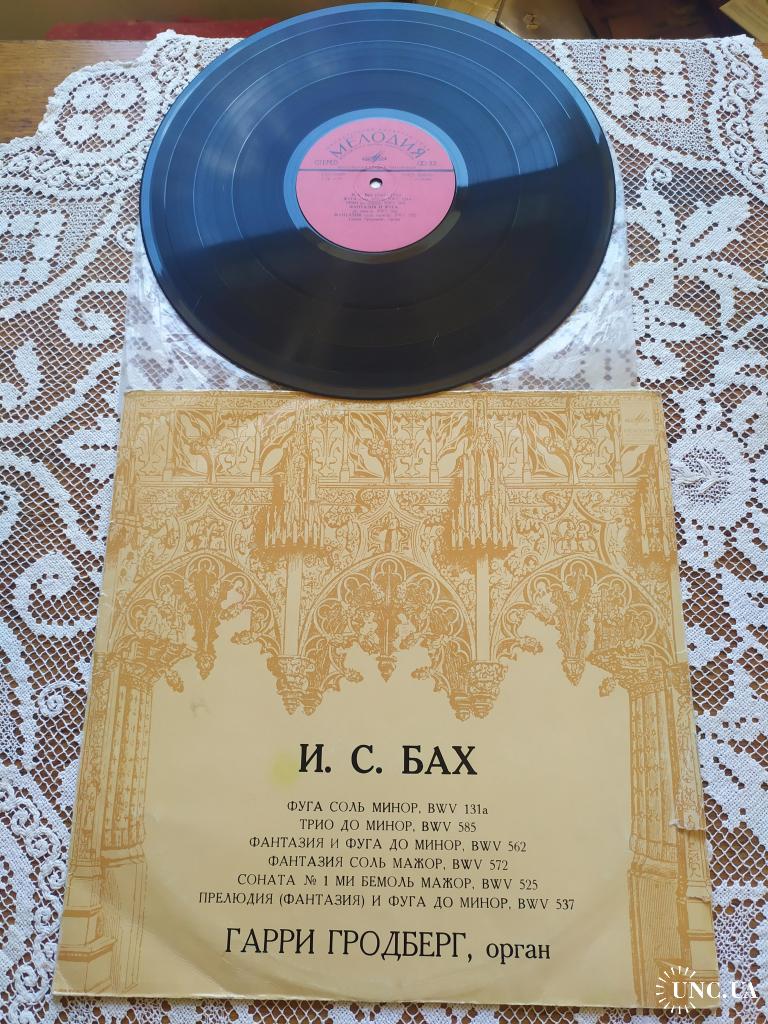 МЕЛОДИЯ
СТЕРЕО
И. С. БАХ
ФУГА СОЛЬ МИНОР, BWV 131a
ТРИО ДО МИНОР, BWV 585
ФАНТАЗИЯ И ФУГА ДО МИНОР, BWV 562
ФАНТАЗИЯ СОЛЬ МАЖОР, BWV 572
СОНАТА № 1 МИ БЕМОЛЬ МАЖОР, BWV 525
ПРЕЛЮДИЯ (ФАНТАЗИЯ) И ФУГА ДО МИНОР, BWV 537
ГАРРИ ГРОДБЕРГ, орган
UNC.UA